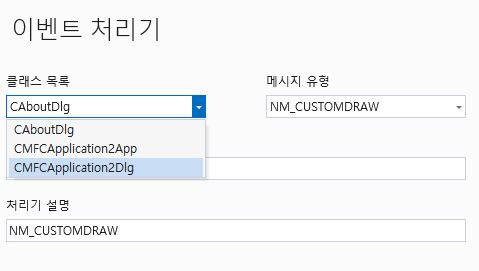 이벤트 처리기
클래스 목록
메시지 유형
CAboutDlg
NM_CUSTOMDRAW
CAboutDlg
CMFCApplication2App
CMFCApplication2Dlg
처리기 설명
NM_CUSTOMDRAW